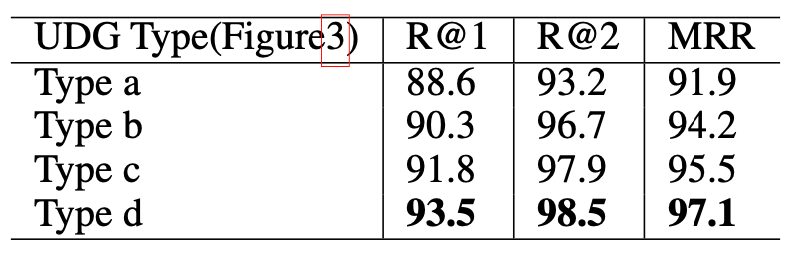 UDG Type(Figure3) R@1 R@2 MRR
Type a 88.6 93.2 91.9
Type b 90.3 96.7 94.2
Type c 91.8 97.9 95.5
Type d 93.5 98.5 97.1